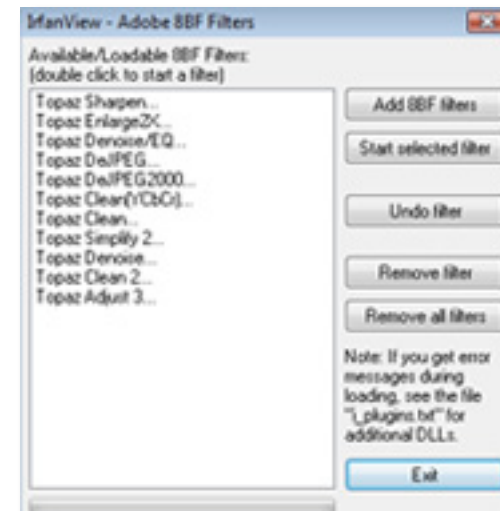 IrfanView - Adobe 8BF Filters
Available/Loadable 8BF Filters:
(double click to start a filter)
Topaz Sharpen...
Topaz Enlarge2X...
Topaz Denoise/EQ...
Topaz DeJPEG...
Topaz DeJPEG2000...
Topaz Clean(YCbCr)...
Topaz Clean...
Topaz Simplify 2...
Topaz Denoise...
Topaz Clean 2...
Topaz Adjust 3...
Add 8BF filters
Start selected filter
Undo filter
Remove filter
Remove all filters
Note: If you get error
messages during
loading, see the file
"i_plugins.txt" for
additional DLLs.
Exit